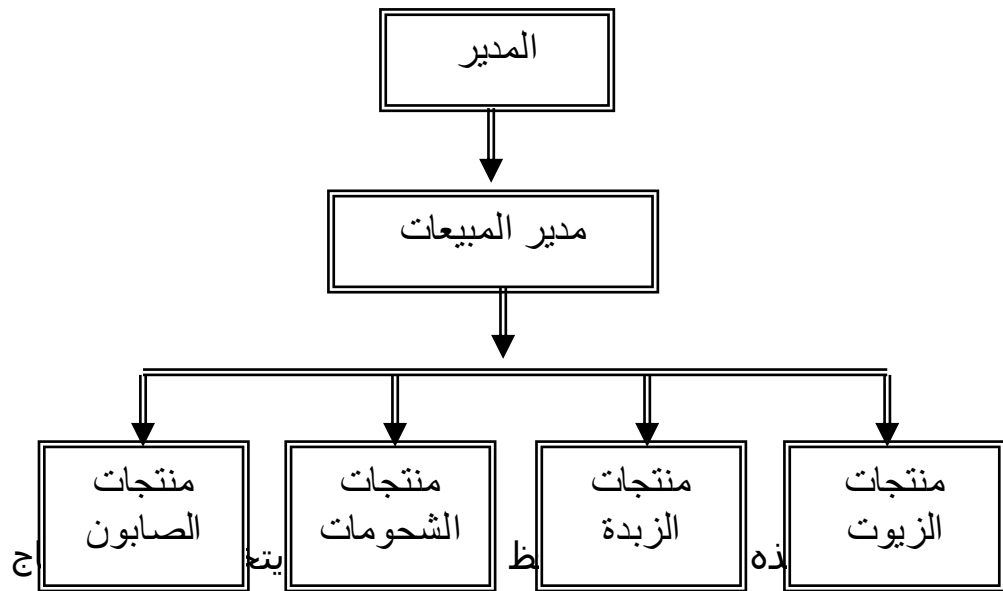 المدير
مدير المبيعات
منتجات
الزيوت
منتجات
الزبدة
منتجات
الشحومات
منتجات
الصابون